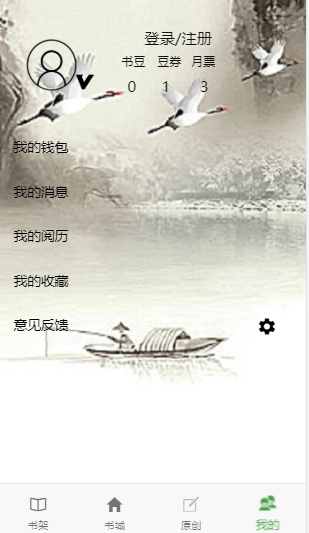 登录/注册
书豆 豆券 月票
0 1 3
我的钱包
我的消息
我的阅历
我的收藏
意见反馈
书架 书城 原创 我的